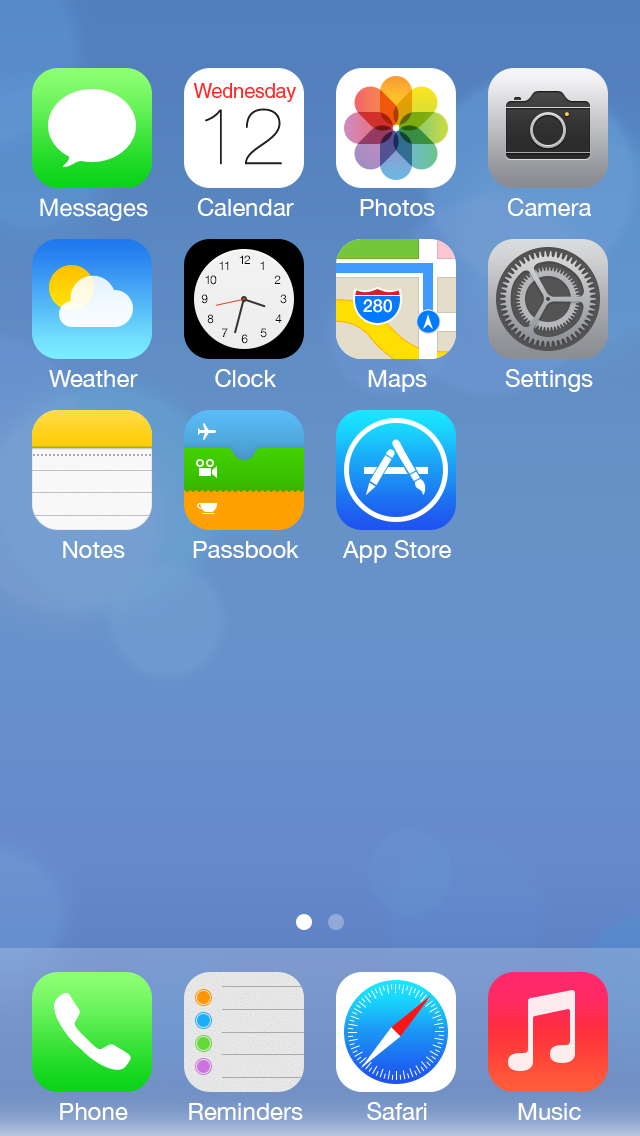 Wednesday
12
Messages
Calendar
Photos
Camera
12
11
1
10
2
9
3
8
4
7
5
6
280
Weather
Clock
Maps
Settings
Notes
Passbook
App Store
Phone
Reminders
Safari
Music